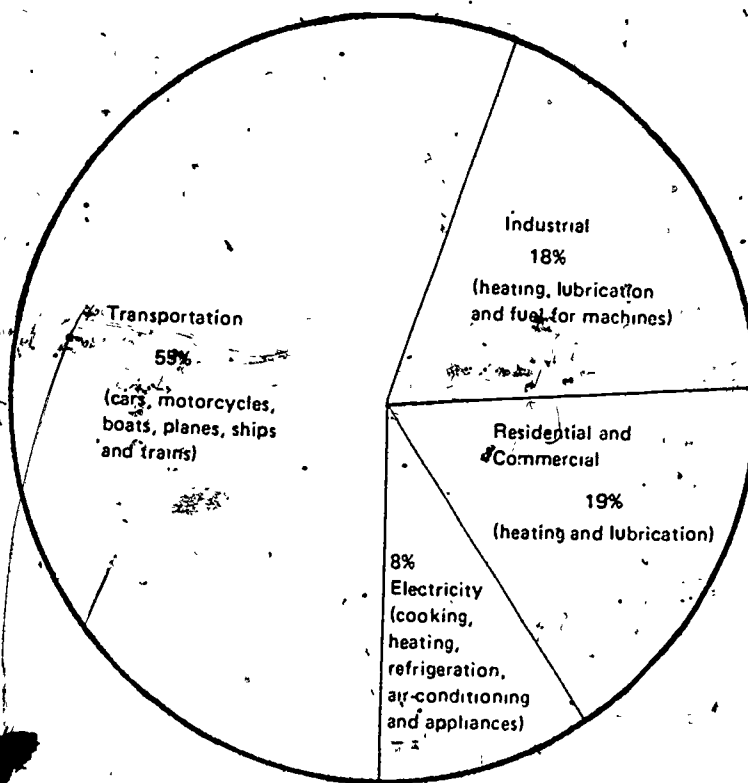 Industrial
18%
(heating, lubrication
and fuel for machines)
Transportation
55%
(cars, motorcycles,
boats, planes, ships
and trains)
Residential and
Commercial
19%
(heating and lubrication)
8%
Electricity
(cooking,
heating,
refrigeration,
air-conditioning
and appliances)